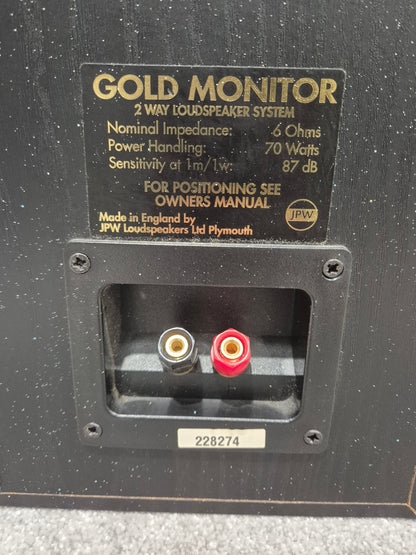 GOLD MONITOR
2 WAY LOUDSPEAKER SYSTEM
Nominal Impedance: 6 Ohms
Power Handling: 70 Watts
Sensitivity at 1m/1w: 87 dB
FOR POSITIONING SEE
OWNERS MANUAL
Made in England by
JPW Loudspeakers Ltd Plymouth
JPW
228274